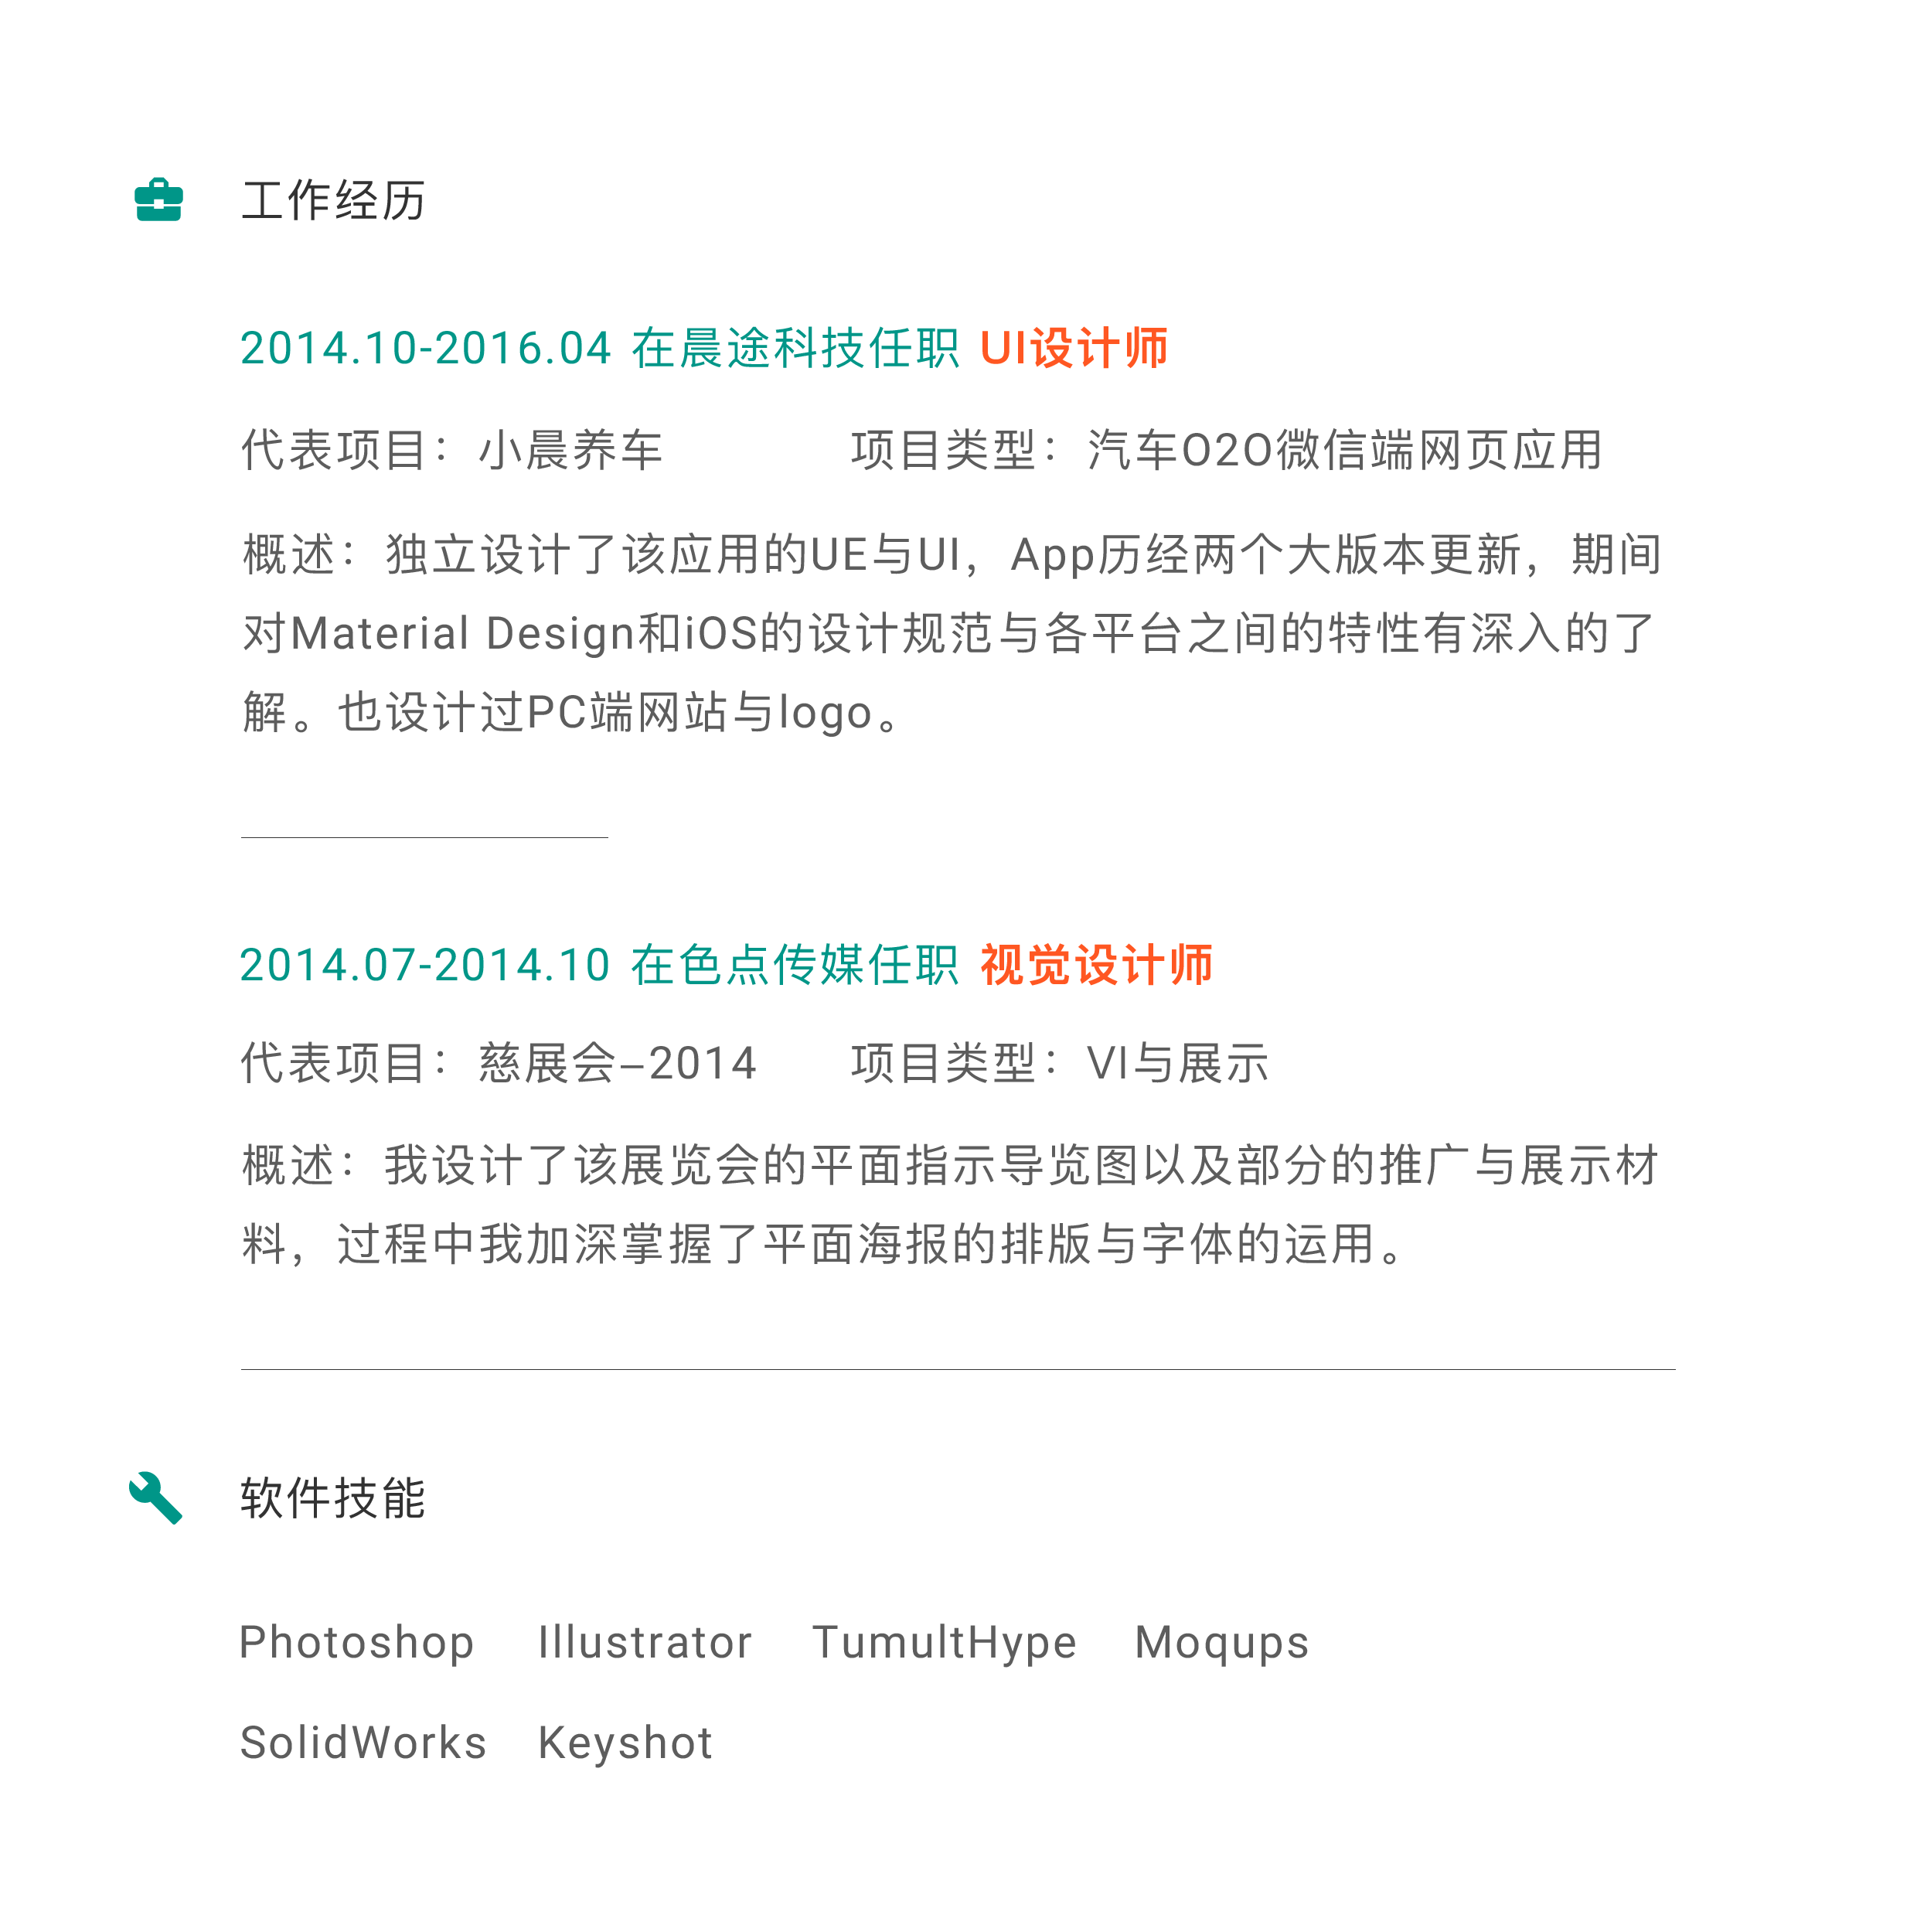 工作经历
2014.10-2016.04 在晨途科技任职 UI设计师
代表项目：小晨养车 项目类型：汽车O2O微信端网页应用
概述：独立设计了该应用的UE与UI，App历经两个大版本更新，期间
对Material Design和iOS的设计规范与各平台之间的特性有深入的了
解。也设计过PC端网站与logo。
2014.07-2014.10 在色点传媒任职 视觉设计师
代表项目：慈展会–2014 项目类型：VI与展示
概述：我设计了该展览会的平面指示导览图以及部分的推广与展示材
料，过程中我加深掌握了平面海报的排版与字体的运用。
软件技能
Photoshop Illustrator TumultHype Moqups
SolidWorks Keyshot